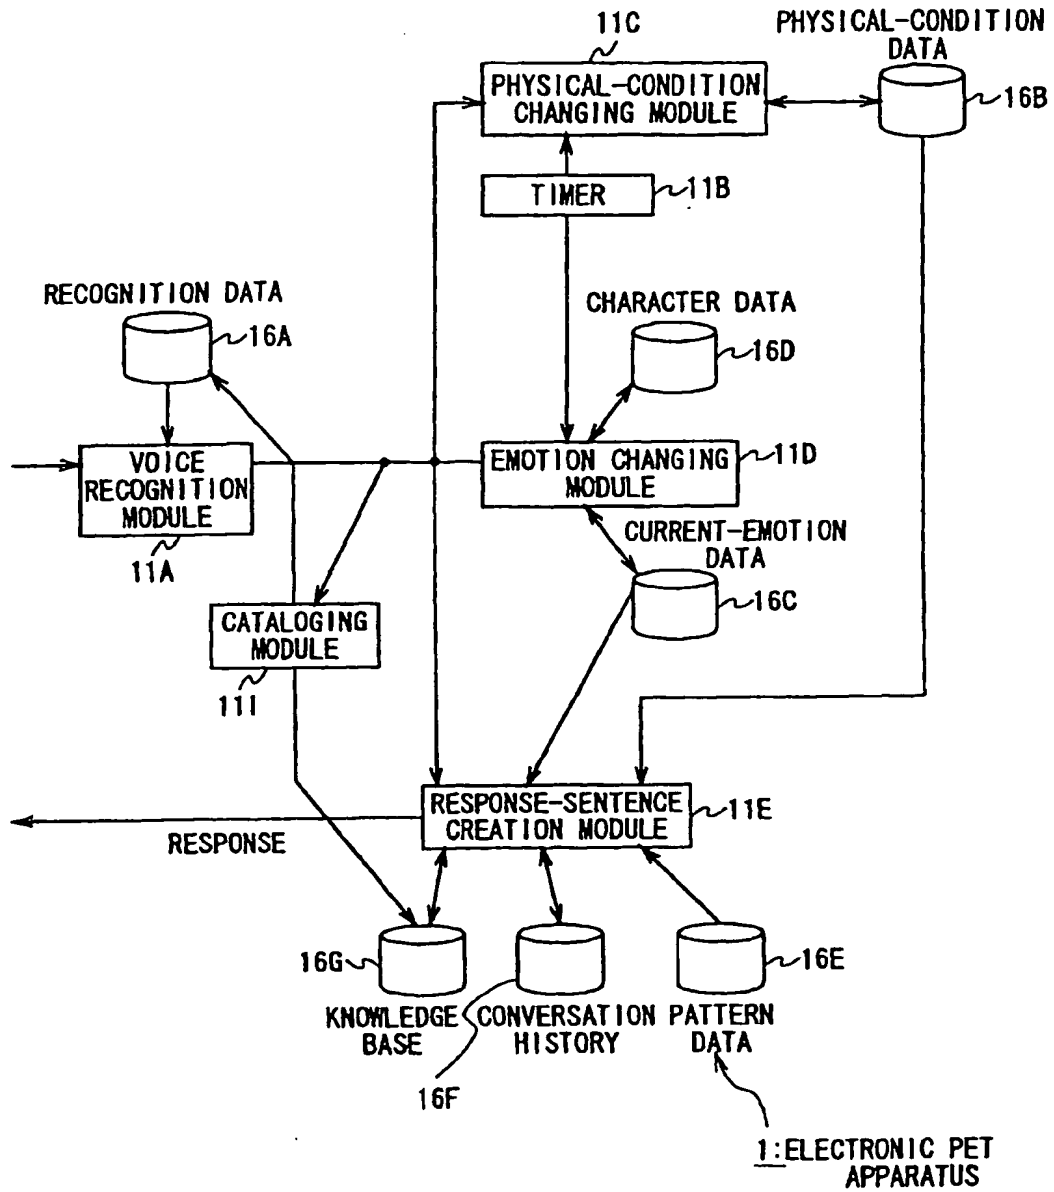 11C
PHYSICAL-CONDITION
DATA
PHYSICAL-CONDITION
CHANGING MODULE
16B
TIMER
11B
RECOGNITION DATA
16A
CHARACTER DATA
16D
VOICE
RECOGNITION
MODULE
11A
EMOTION CHANGING
MODULE
11D
CURRENT-EMOTION
DATA
16C
CATALOGING
MODULE
11I
RESPONSE-SENTENCE
CREATION MODULE
11E
RESPONSE
16G
16E
KNOWLEDGE
BASE
CONVERSATION
HISTORY
PATTERN
DATA
16F
1:ELECTRONIC PET
APPARATUS